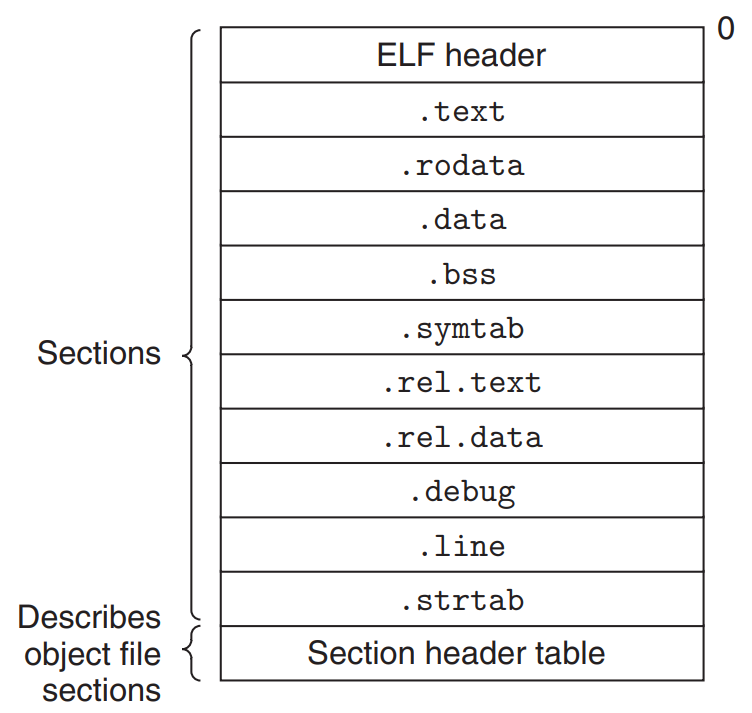 0
ELF header
.text
.rodata
.data
.bss
.symtab
.rel.text
.rel.data
.debug
.line
.strtab
Section header table
Sections
Describes
object file
sections